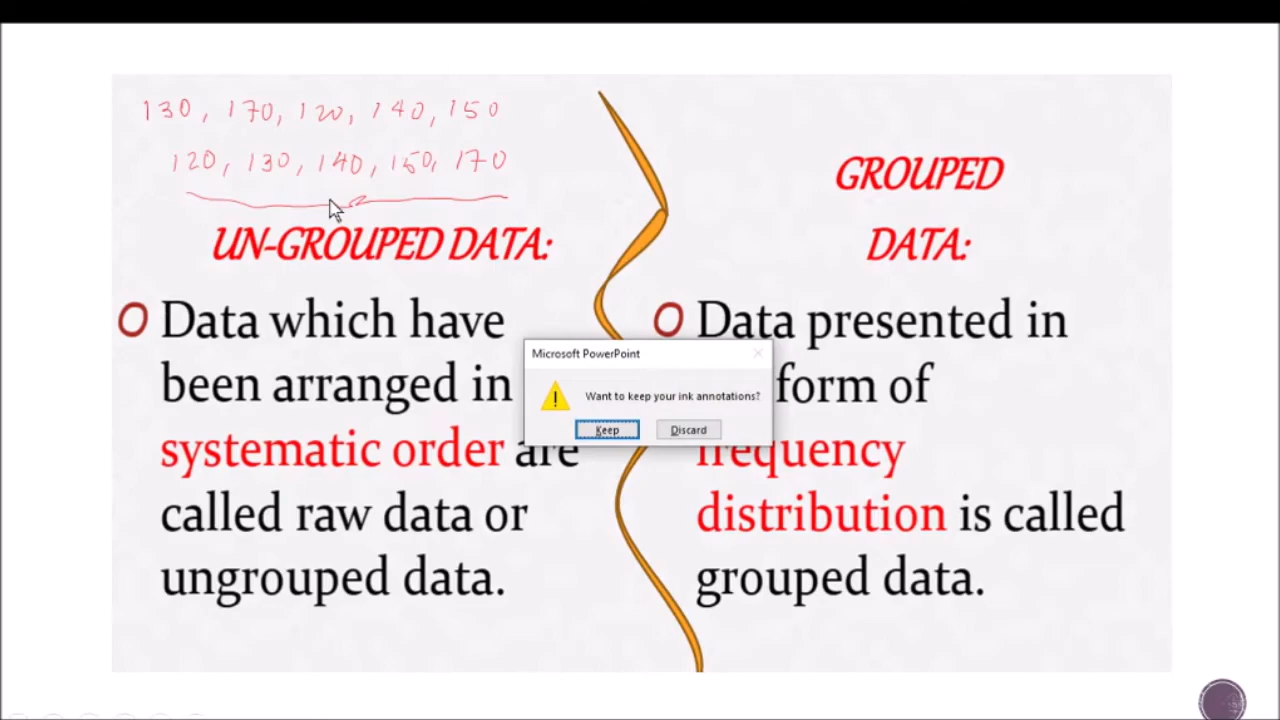 130, 170, 120, 140, 150
120, 130, 140, 150, 170
UN-GROUPED DATA:
O Data which have
been arranged in
systematic order are
called raw data or
ungrouped data.
GROUPED
DATA:
O Data presented in
form of
frequency
distribution is called
grouped data.
Microsoft PowerPoint
Want to keep your ink annotations?
Keep
Discard